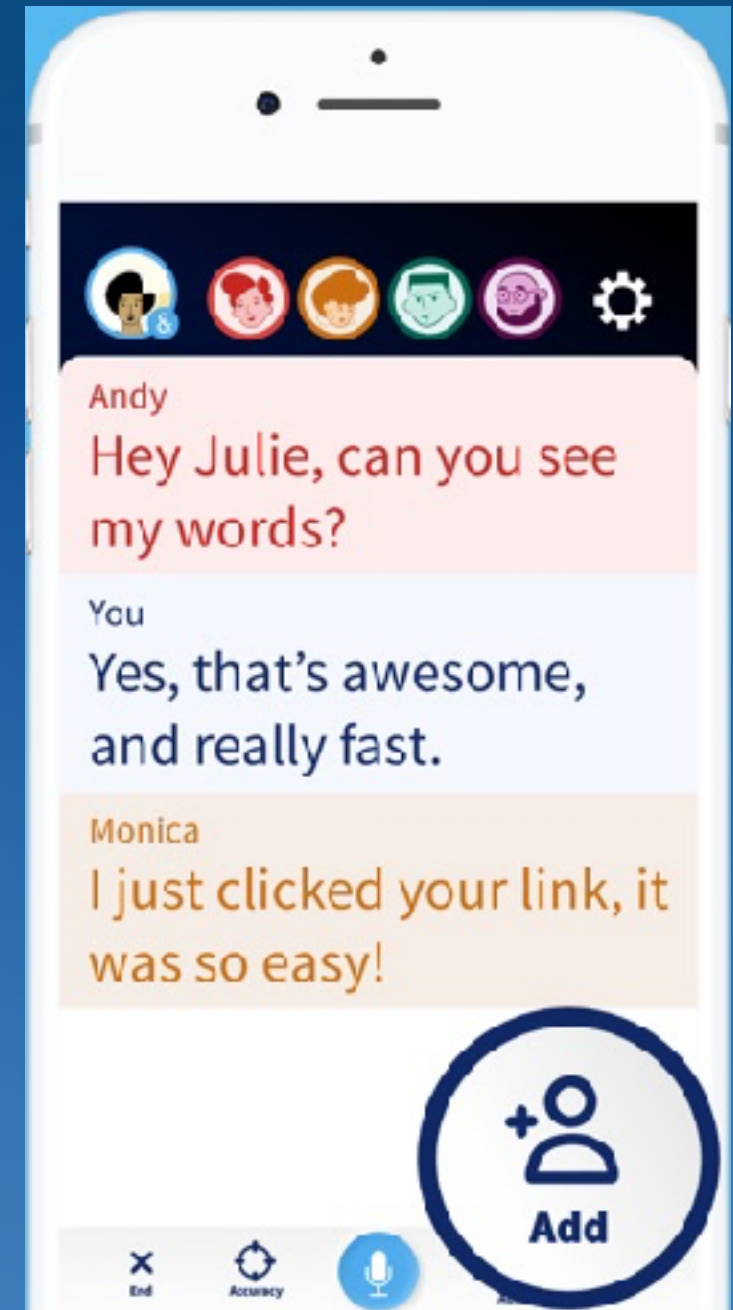 &
Andy
Hey Julie, can you see
my words?
You
Yes, that’s awesome,
and really fast.
Monica
I just clicked your link, it
was so easy!
Add
End
Accuracy